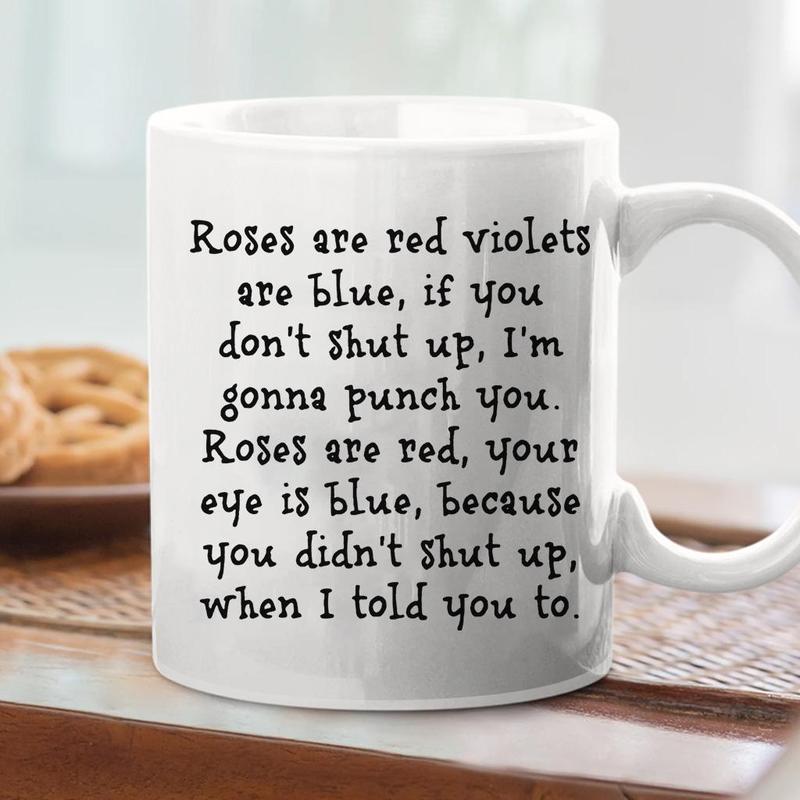 Roses are red violets
are blue, if you
don't shut up, I'm
gonna punch you.
Roses are red, your
eye is blue, because
you didn't shut up,
when I told you to.